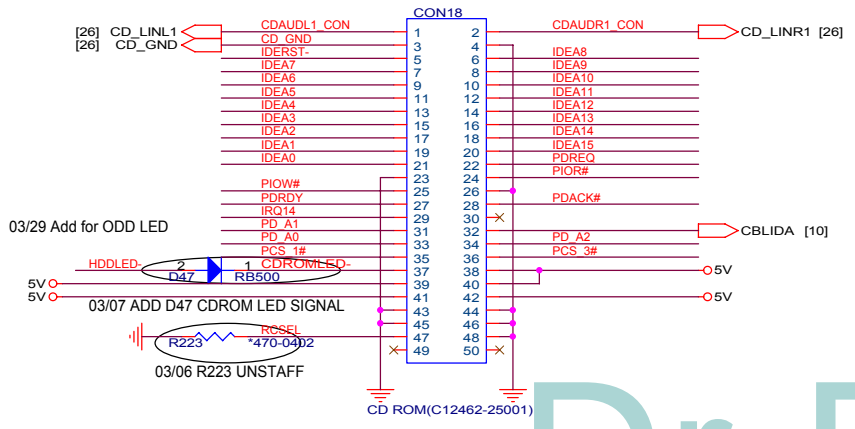 CON18
[26] CD_LINL1 CDAUDL1_CON 1 2 CDAUDR1_CON CD_LINR1 [26]
[26] CD_GND CD_GND 3 4
IDERST- 5 6 IDEA8
IDEA7 7 8 IDEA9
IDEA6 9 10 IDEA10
IDEA5 11 12 IDEA11
IDEA4 13 14 IDEA12
IDEA3 15 16 IDEA13
IDEA2 17 18 IDEA14
IDEA1 19 20 IDEA15
IDEA0 21 22 PDREQ
23 24 PIOR#
PIOW# 25 26
PDRDY 27 28 PDACK#
IRQ14 29 30
03/29 Add for ODD LED
PD_A1 31 32 CBLIDA [10]
PD_A0 33 34 PD_A2
PCS_1# 35 36 PCS_3#
HDDLED- 2 1 CDROMLED- 37 38 5V
D47 RB500
5V 39 40
5V 41 42 5V
03/07 ADD D47 CDROM LED SIGNAL
43 44
45 46
RCSEL 47 48
R223 *470-0402
49 50
03/06 R223 UNSTAFF
CD ROM(C12462-25001)